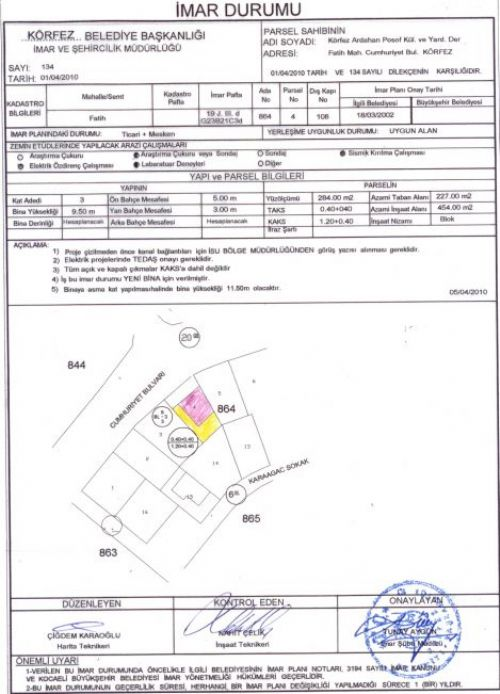 İMAR DURUMU
KÖRFEZ.. BELEDİYE BAŞKANLIĞI
İMAR VE ŞEHİRCİLİK MÜDÜRLÜĞÜ
SAYI: 134
TARİH: 01/04/2010
PARSEL SAHİBİNİN
ADI SOYADI: Körfez Ardahan Posof Kül. ve Yard. Der
ADRESİ: Fatih Mah. Cumhuriyet Bul. KÖRFEZ
01/04/2010 TARİH VE 134 SAYILI DİLEKÇENİN KARŞILIĞIDIR.
KADASTRO BİLGİLERİ
Mahalle/Semt Kadastro Pafta İmar Pafta Ada No Parsel No Dış Kapı No İmar Planı Onay Tarihi
İlgili Belediyesi Büyükşehir Belediyesi
Fatih 19 J. III. d G23B21C3d 864 4 108 18/03/2002
İMAR PLANINDAKİ DURUMU: Ticari + Mesken YERLEŞİME UYGUNLUK DURUMU: UYGUN ALAN
ZEMİN ETÜDLERİNDE YAPILACAK ARAZİ ÇALIŞMALARI
Araştırma Çukuru Araştırma Çukuru veya Sondaj Sondaj Sismik Kırılma Çalışması
Elektrik Özdirenç Çalışması Labaratuar Deneyleri Diğer
YAPI ve PARSEL BİLGİLERİ
YAPININ PARSELİN
Kat Adedi 3 Ön Bahçe Mesafesi 5.00 m Yüzölçümü 284.00 m2 Azami Taban Alanı 227.00 m2
Bina Yüksekliği 9.50 m Yan Bahçe Mesafesi 3.00 m TAKS 0.40+040 Azami İnşaat Alanı 454.00 m2
Bina Derinliği Hesaplanacak Arka Bahçe Mesafesi Hesaplanacak KAKS 1.20+0.40 İnşaat Nizamı Blok
İfraz Şartı
AÇIKLAMA:
1) Proje çizilmeden önce kanal bağlantıları için İSU BÖLGE MÜDÜRLÜĞÜNDEN görüş yazısı alınması gereklidir.
2) Elektrik projelerinde TEDAŞ onayı gereklidir.
3) Tüm açık ve kapalı çıkmalar KAKS'a dahil değildir
4) İş bu imar durumu YENİ BİNA için verilmiştir.
5) Binaya asma kat yapılmasıhalinde bina yüksekliği 11.50m olacaktır.
05/04/2010
20
844
CUMHURİYET BULVARI
864
0.40+0.40
1.20+0.40
KARAAGAC SOKAK
6
865
863
DÜZENLEYEN KONTROL EDEN ONAYLAYAN
ÇİĞDEM KARAOĞLU NAHİT ÇELİK TUNAY AYGÜN
Harita Teknikeri İnşaat Teknikeri İmar Şube Müdürü
ÖNEMLİ UYARI
1-VERİLEN BU İMAR DURUMUNDA ÖNCELİKLE İLGİLİ BELEDİYESİNİN İMAR PLANI NOTLARI, 3194 SAYILI İMAR KANUNU
VE KOCAELİ BÜYÜKŞEHİR BELEDİYESİ İMAR YÖNETMELİĞİ HÜKÜMLERİ GEÇERLİDİR.
2-BU İMAR DURUMUNUN GEÇERLİLİK SÜRESİ, HERHANGİ BİR İMAR PLANI DEĞİŞİKLİĞİ YAPILMADIĞI SÜRECE 1 (BİR) YILDIR.